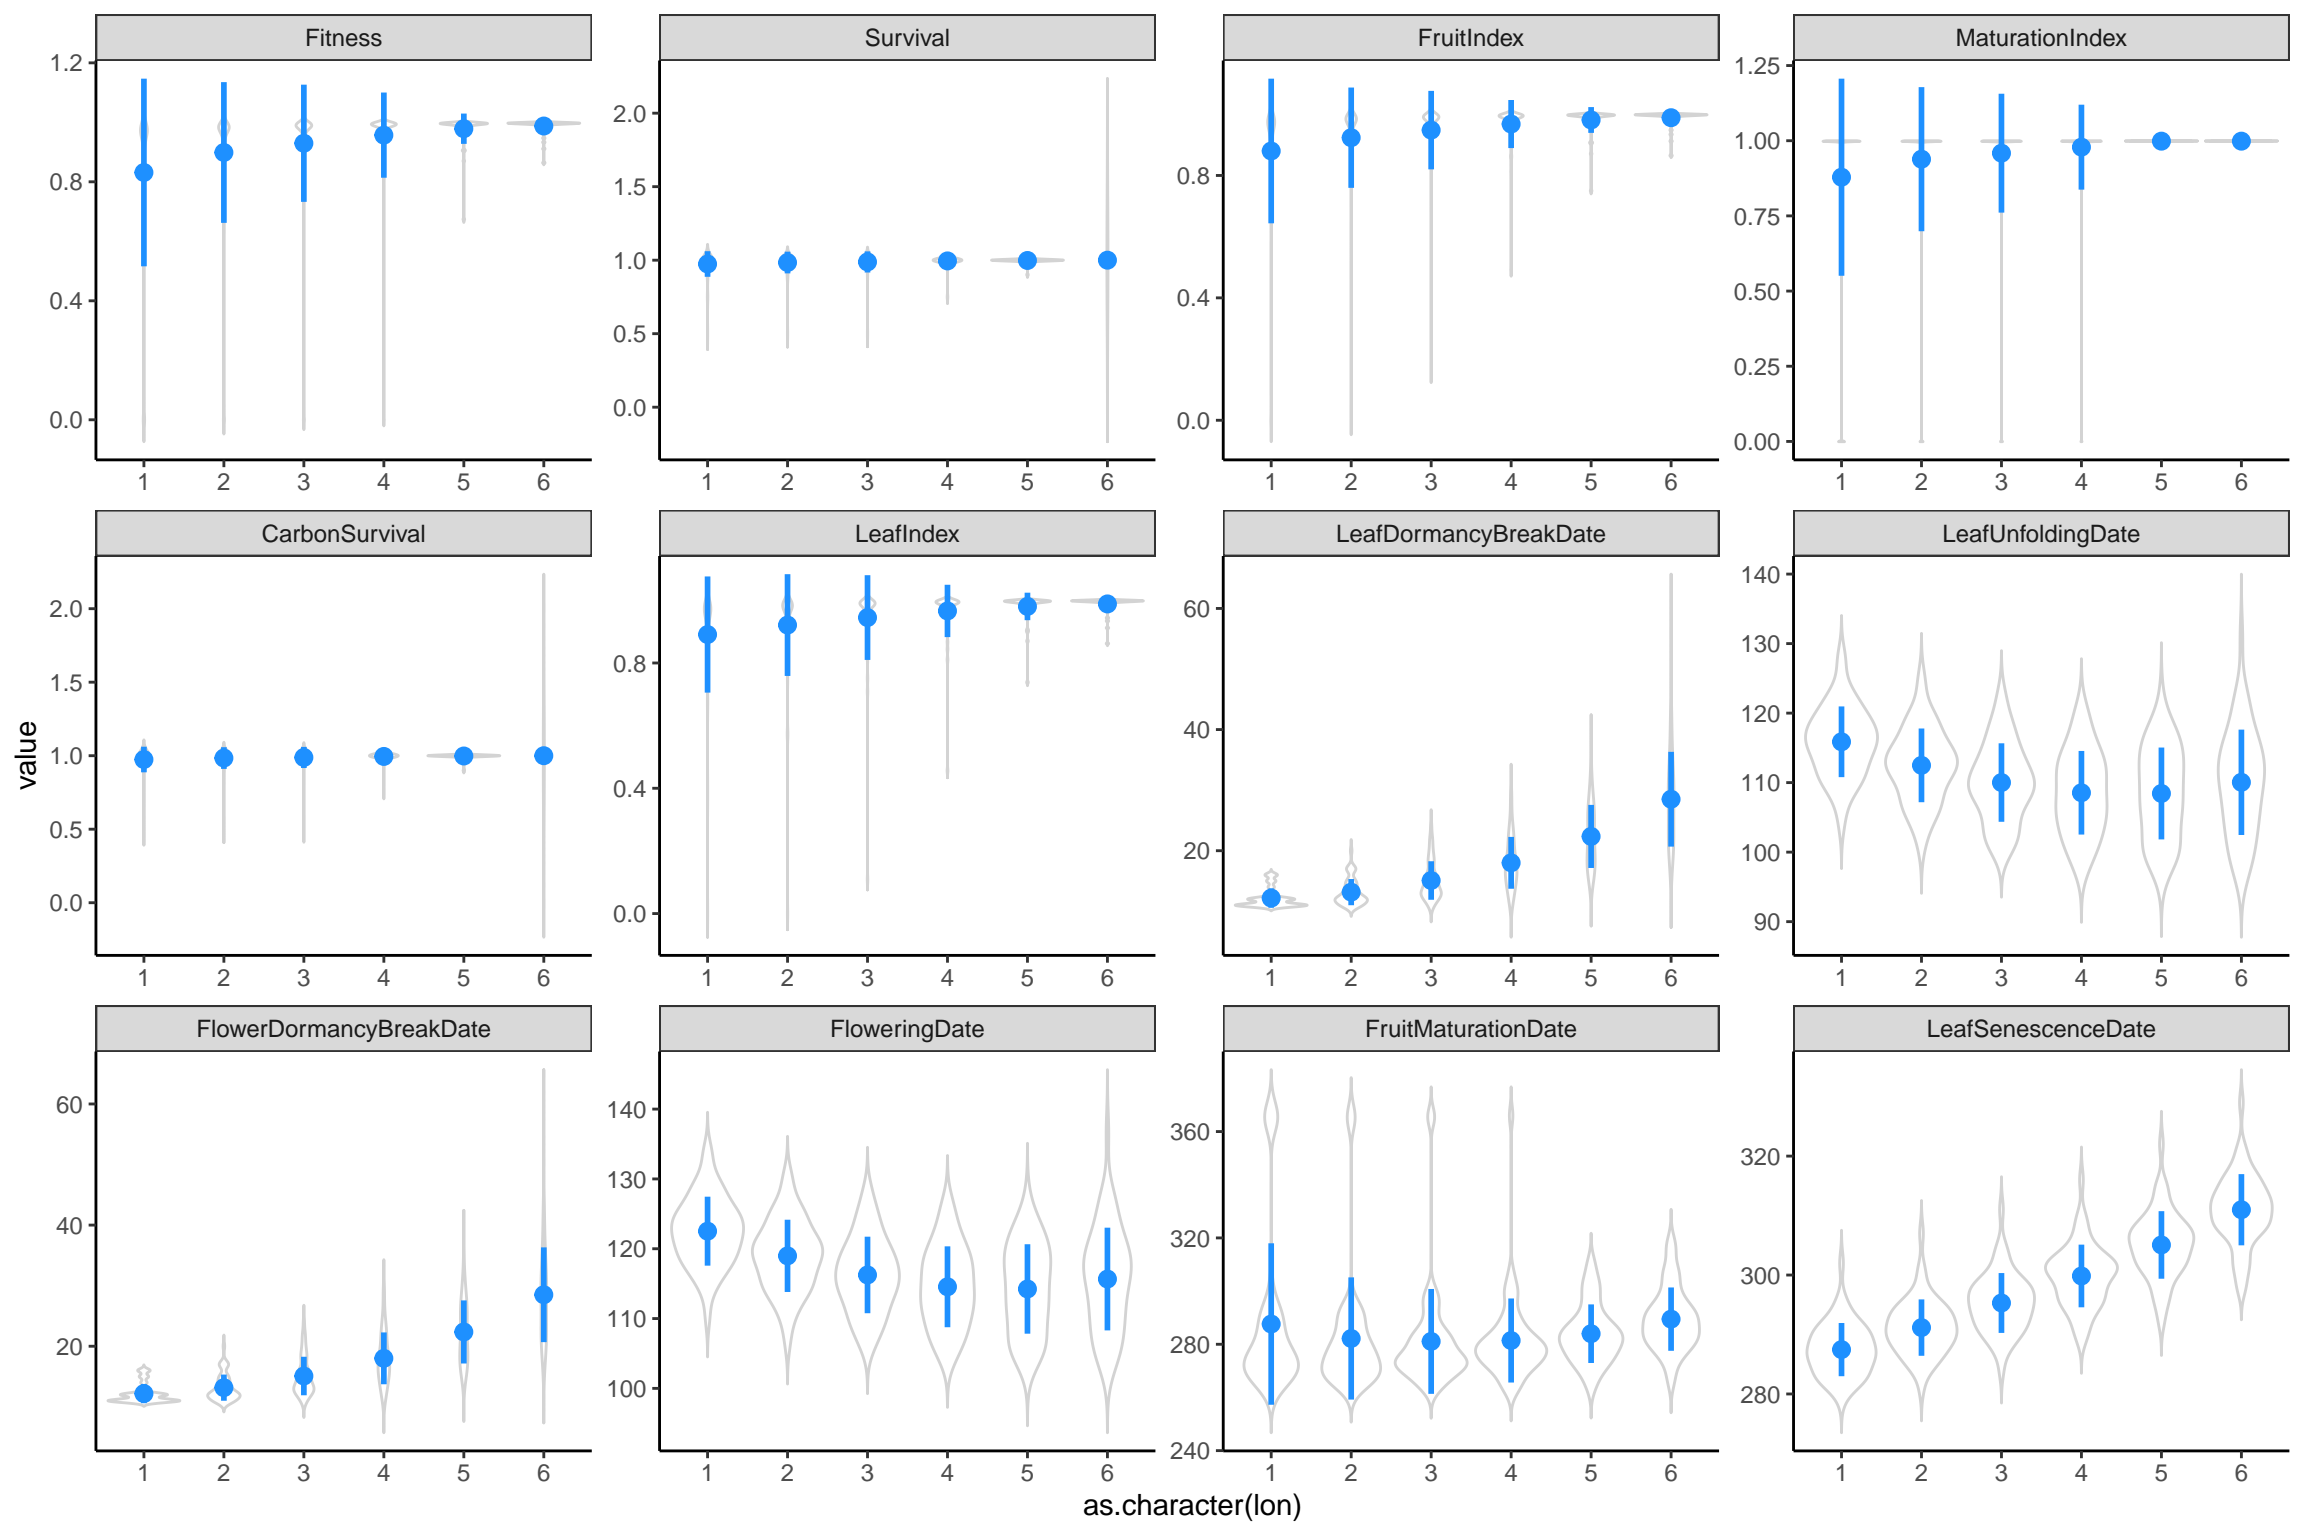 Fitness
Survival
FruitIndex
MaturationIndex
1.2
0.8
0.4
0.0
2.0
1.5
1.0
0.5
0.0
0.8
0.4
0.0
1.25
1.00
0.75
0.50
0.25
0.00
1 2 3 4 5 6
1 2 3 4 5 6
1 2 3 4 5 6
1 2 3 4 5 6
CarbonSurvival
LeafIndex
LeafDormancyBreakDate
LeafUnfoldingDate
value
2.0
1.5
1.0
0.5
0.0
0.8
0.4
0.0
60
40
20
140
130
120
110
100
90
1 2 3 4 5 6
1 2 3 4 5 6
1 2 3 4 5 6
1 2 3 4 5 6
FlowerDormancyBreakDate
FloweringDate
FruitMaturationDate
LeafSenescenceDate
60
40
20
140
130
120
110
100
360
320
280
240
320
300
280
1 2 3 4 5 6
1 2 3 4 5 6
1 2 3 4 5 6
1 2 3 4 5 6
as.character(lon)